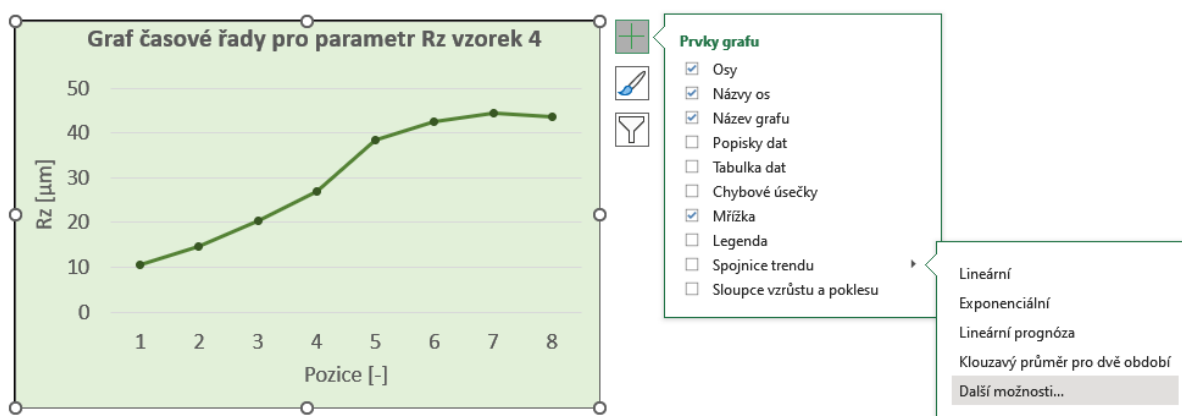 Graf časové řady pro parametr Rz vzorek 4
50
40
30
20
10
0
Rz [µm]
1 2 3 4 5 6 7 8
Pozice [-]
Prvky grafu
Osy
Názvy os
Název grafu
Popisky dat
Tabulka dat
Chybové úsečky
Mřížka
Legenda
Spojnice trendu
Sloupce vzrůstu a poklesu
Lineární
Exponenciální
Lineární prognóza
Klouzavý průměr pro dvě období
Další možnosti...